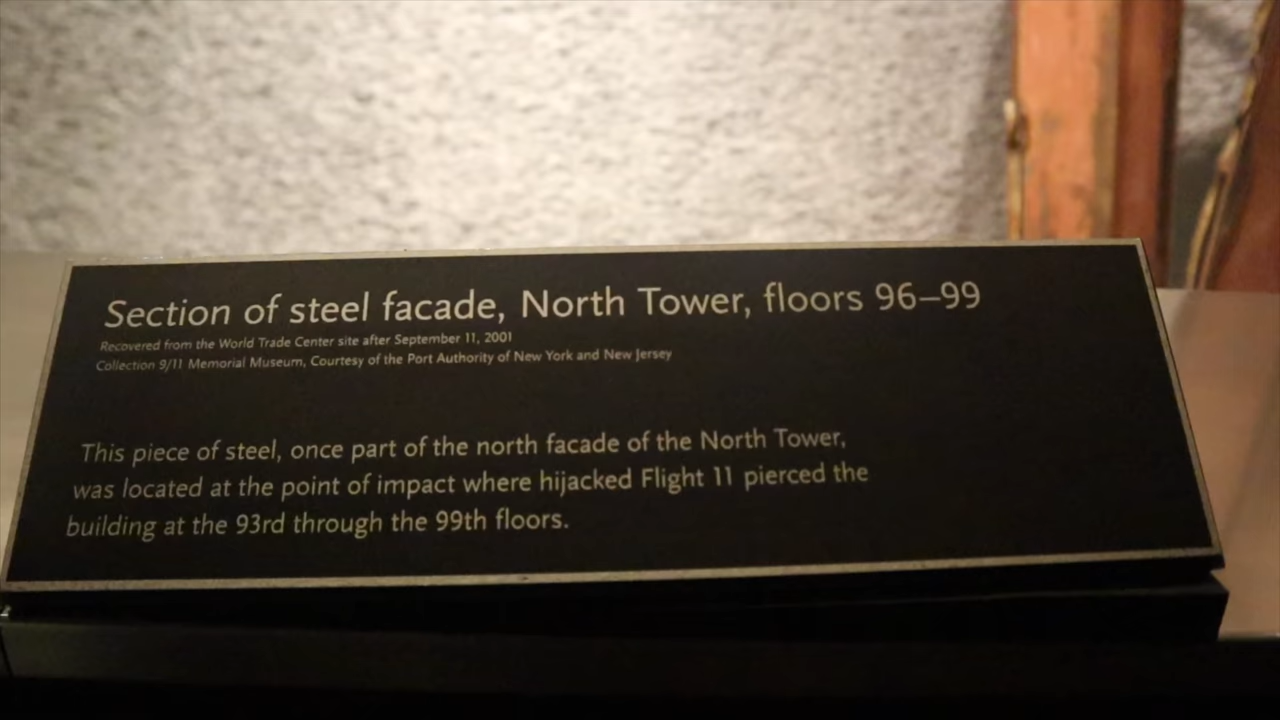 Section of steel facade, North Tower, floors 96–99
Recovered from the World Trade Center site after September 11, 2001
Collection 9/11 Memorial Museum, Courtesy of the Port Authority of New York and New Jersey
This piece of steel, once part of the north facade of the North Tower,
was located at the point of impact where hijacked Flight 11 pierced the
building at the 93rd through the 99th floors.